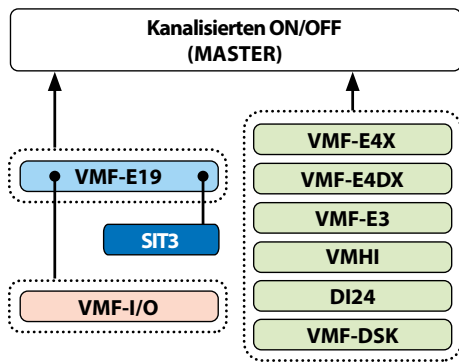 Kanalisierten ON/OFF
(MASTER)
VMF-E19
SIT3
VMF-I/O
VMF-E4X
VMF-E4DX
VMF-E3
VMHI
DI24
VMF-DSK